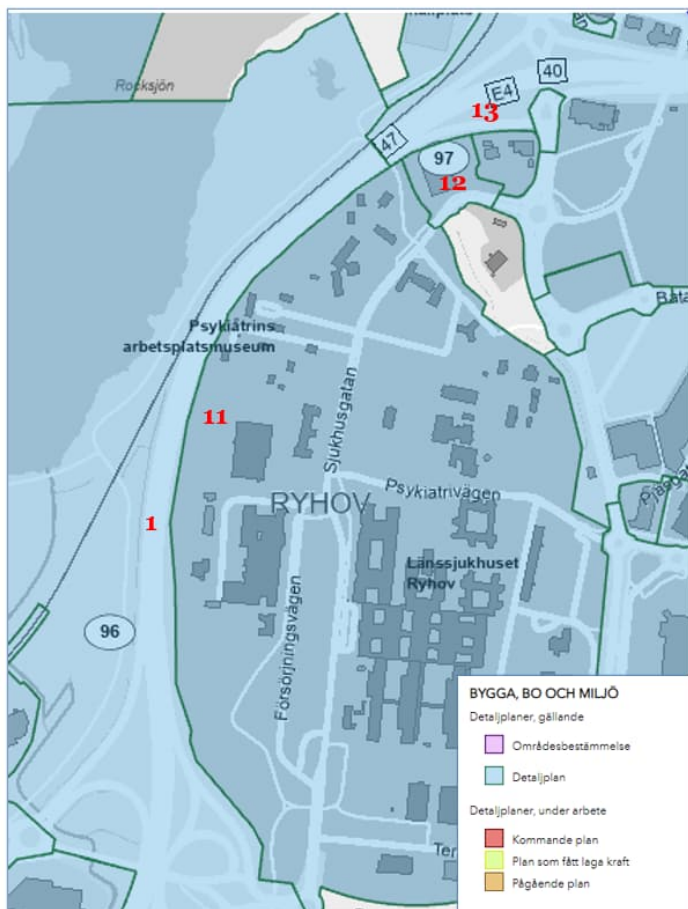 Rocksjön
40
E4
13
47
97
12
Psykiatrins
arbetsplatsmuseum
Sjukhusgatan
11
Psykiatrivägen
RYHOV
1
Länssjukhuset
Ryhov
Försörjningsvägen
96
BYGGA, BO OCH MILJÖ
Detaljplaner, gällande
Områdesbestämmelse
Detaljplan
Detaljplaner, under arbete
Kommande plan
Plan som fått laga kraft
Pågående plan